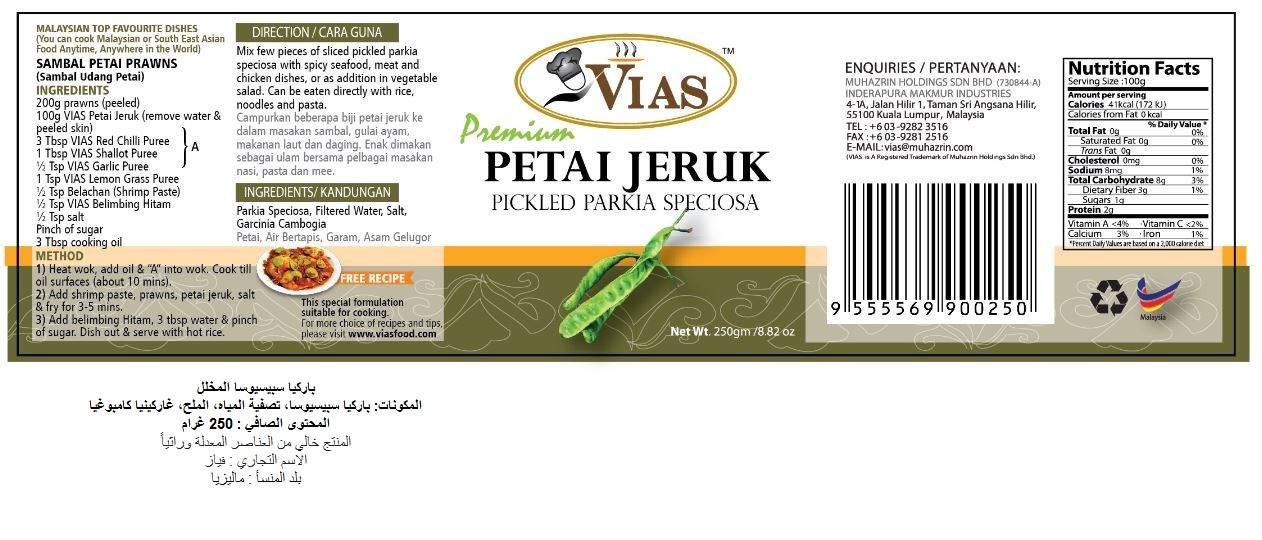 MALAYSIAN TOP FAVOURITE DISHES
(You can cook Malaysian or South East Asian
Food Anytime, Anywhere in the World)
SAMBAL PETAI PRAWNS
(Sambal Udang Petai)
INGREDIENTS
200g prawns (peeled)
100g VIAS Petai Jeruk (remove water &
peeled skin)
3 Tbsp VIAS Red Chilli Puree
1 Tbsp VIAS Shallot Puree
½ Tsp VIAS Garlic Puree
A
1 Tsp VIAS Lemon Grass Puree
½ Tsp Belachan (Shrimp Paste)
½ Tsp VIAS Belimbing Hitam
½ Tsp salt
Pinch of sugar
3 Tbsp cooking oil
METHOD
1) Heat wok, add oil & "A" into wok. Cook till
oil surfaces (about 10 mins).
2) Add shrimp paste, prawns, petai jeruk, salt
& fry for 3-5 mins.
3) Add belimbing Hitam, 3 tbsp water & pinch
of sugar. Dish out & serve with hot rice.
DIRECTION / CARA GUNA
Mix few pieces of sliced pickled parkia
speciosa with spicy seafood, meat and
chicken dishes, or as addition in vegetable
salad. Can be eaten directly with rice,
noodles and pasta.
Campurkan beberapa biji petai jeruk ke
dalam masakan sambal, gulai ayam,
makanan laut dan daging. Enak dimakan
sebagai ulam bersama pelbagai masakan
nasi, pasta dan mee.
INGREDIENTS/ KANDUNGAN
Parkia Speciosa, Filtered Water, Salt,
Garcinia Cambogia
Petai, Air Bertapis, Garam, Asam Gelugor
FREE RECIPE
This special formulation
suitable for cooking.
For more choice of recipes and tips,
please visit www.viasfood.com
VIAS
TM
Premium
PETAI JERUK
PICKLED PARKIA SPECIOSA
Net Wt. 250gm /8.82 oz
ENQUIRIES / PERTANYAAN:
MUHAZRIN HOLDINGS SDN BHD (730844-A)
INDERAPURA MAKMUR INDUSTRIES
4-1A, Jalan Hilir 1, Taman Sri Angsana Hilir,
55100 Kuala Lumpur, Malaysia
TEL : +6 03-9282 3516
FAX : +6 03-9281 2516
E-MAIL: vias@muhazrin.com
(VIAS is A Registered Trademark of Muhazrin Holdings Sdn Bhd.)
9 555569 900250
Nutrition Facts
Serving Size :100g
Amount per serving
Calories 41kcal (172 kJ)
Calories from Fat 0 kcal
% Daily Value *
Total Fat 0g 0%
Saturated Fat 0g 0%
Trans Fat 0g
Cholesterol 0mg 0%
Sodium 8mg 1%
Total Carbohydrate 8g 3%
Dietary Fiber 3g 1%
Sugars 1g
Protein 2g
Vitamin A <4% ·Vitamin C <2%
Calcium 3% ·Iron 1%
*Percent Daily Values are based on a 2,000 calorie diet
Malaysia
باركيا سبيسيوسا المخلل
المكونات: باركيا سبيسيوسا، تصفية المياه، الملح، غاركينيا كامبوغيا
المحتوى الصافي : 250 غرام
المنتج خالي من العناصر المعدلة وراثياً
الاسم التجاري : فياز
بلد المنسأ : ماليزيا